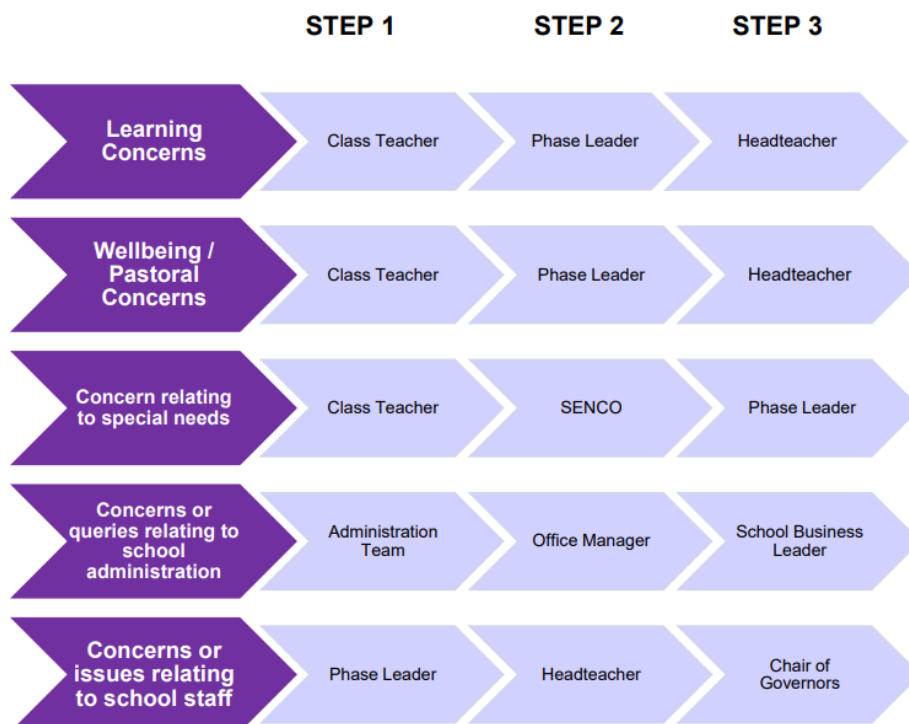 STEP 1 STEP 2 STEP 3
Learning
Concerns
Class Teacher
Phase Leader
Headteacher
Wellbeing /
Pastoral
Concerns
Class Teacher
Phase Leader
Headteacher
Concern relating
to special needs
Class Teacher
SENCO
Phase Leader
Concerns or
queries relating to
school
administration
Administration
Team
Office Manager
School Business
Leader
Concerns or
issues relating
to school staff
Phase Leader
Headteacher
Chair of
Governors